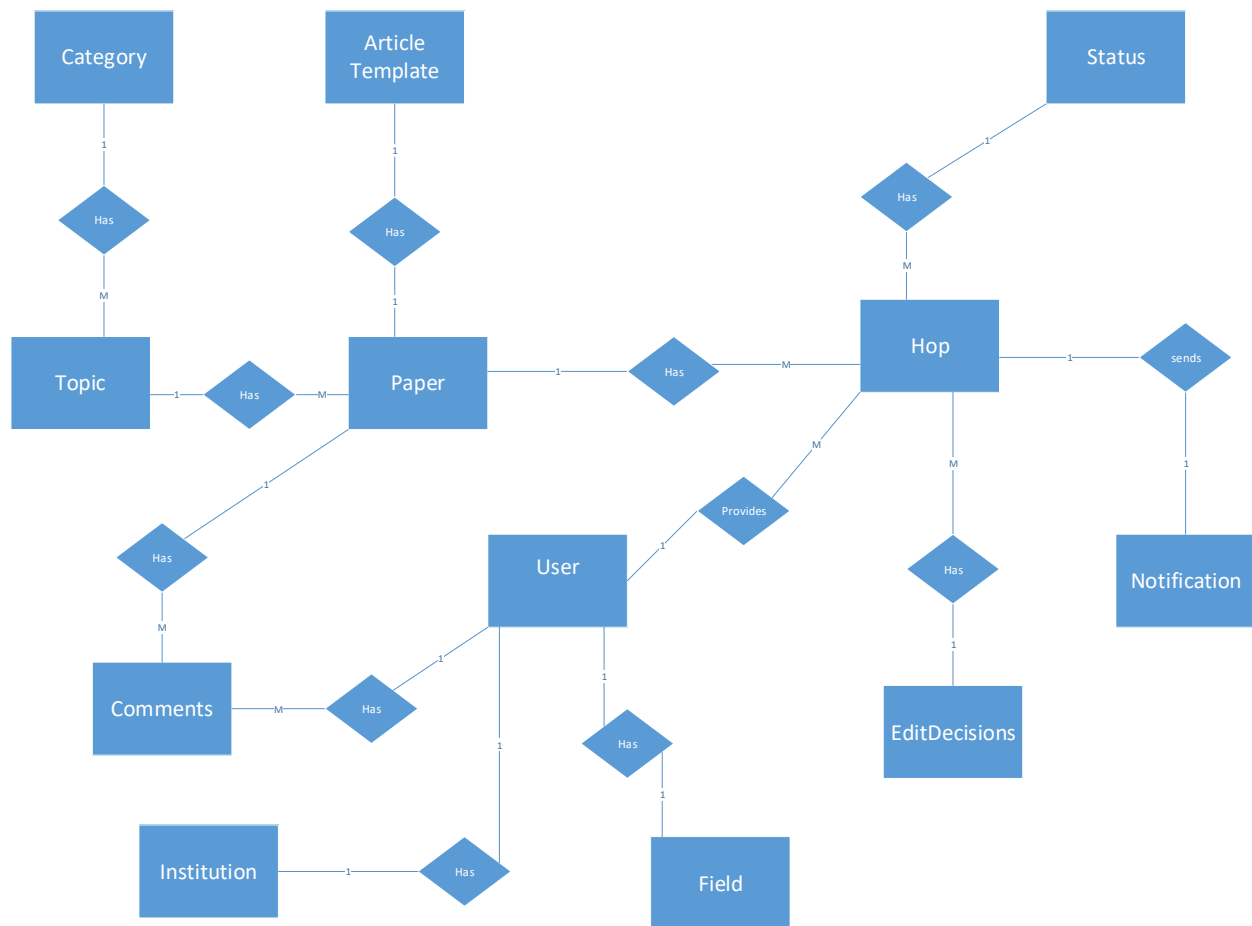 Category
Article
Template
Status
1
1
1
Has
Has
Has
M
1
M
Topic
1
Has
M
Paper
1
Has
M
Hop
1
sends
1
M
M
1
Provides
Has
1
Notification
Has
User
1
M
1
1
1
Comments
M
Has
EditDecisions
1
Has
1
Institution
1
Has
Field